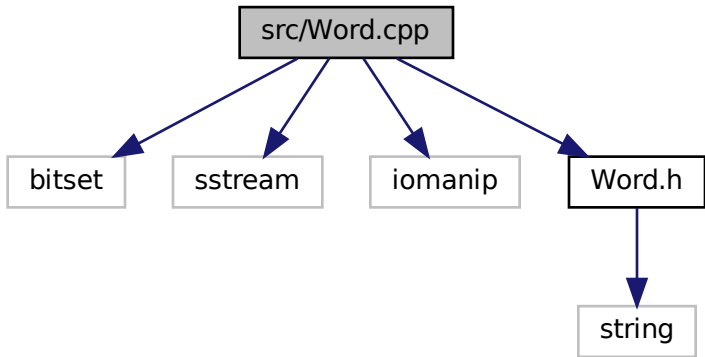 src/Word.cpp
bitset
sstream
iomanip
Word.h
string